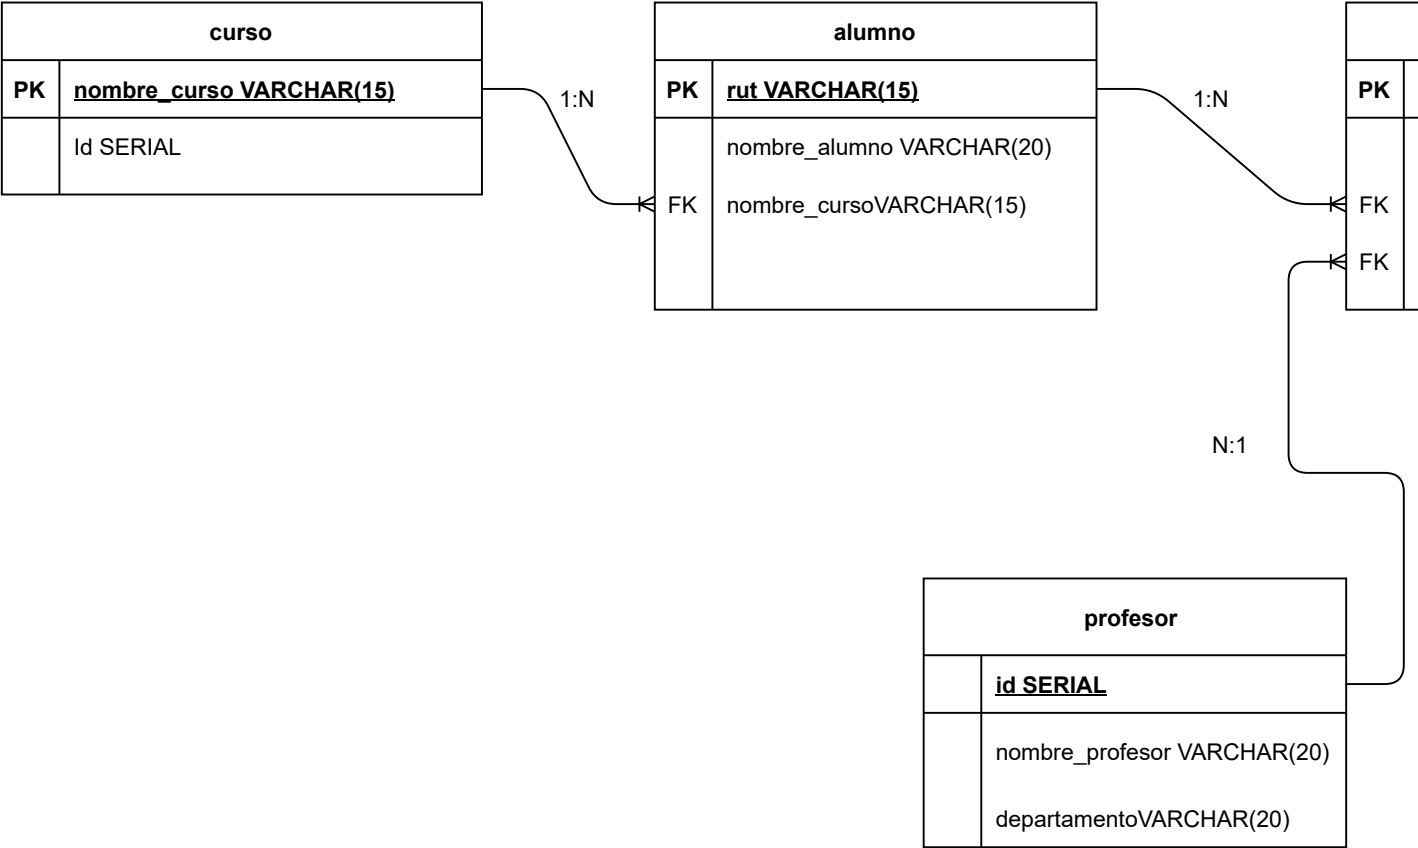 curso
PK nombre_curso VARCHAR(15)
Id SERIAL
1:N
alumno
PK rut VARCHAR(15)
nombre_alumno VARCHAR(20)
FK nombre_cursoVARCHAR(15)
1:N
PK
FK
FK
N:1
profesor
id SERIAL
nombre_profesor VARCHAR(20)
departamentoVARCHAR(20)